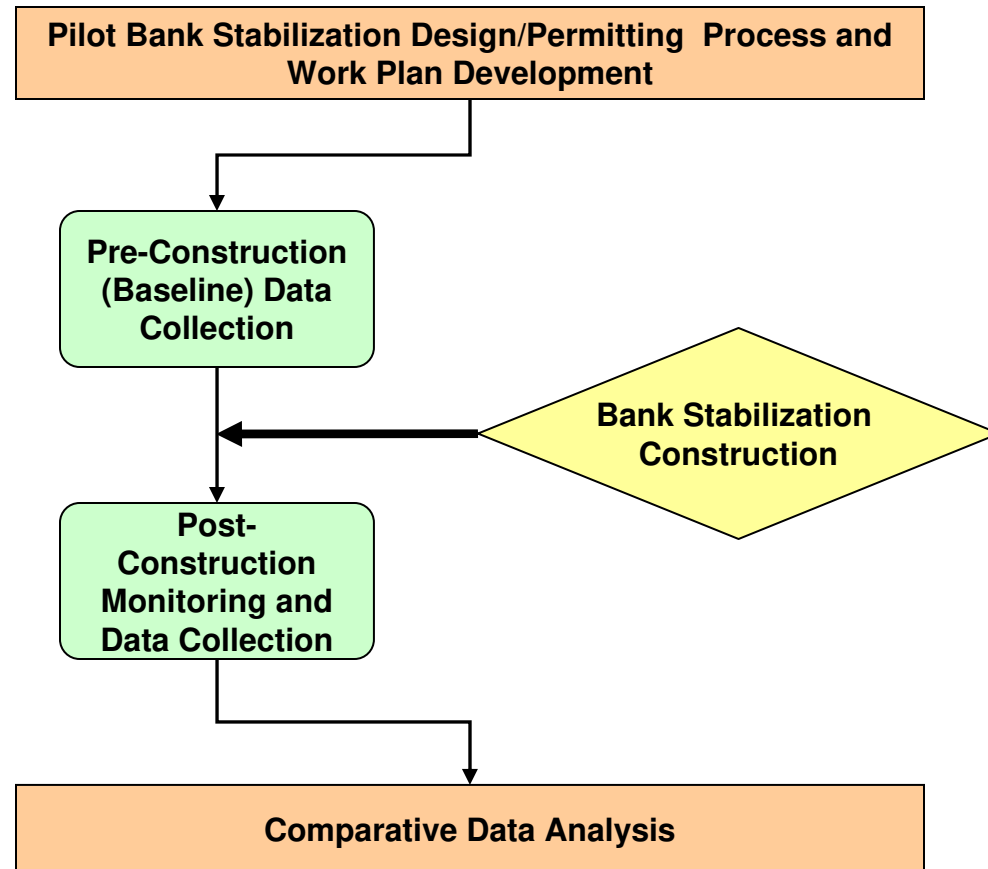 Pilot Bank Stabilization Design/Permitting  Process and
Work Plan Development
Pre-Construction
(Baseline) Data
Collection
Bank Stabilization
Construction
Post-
Construction
Monitoring and
Data Collection
Comparative Data Analysis